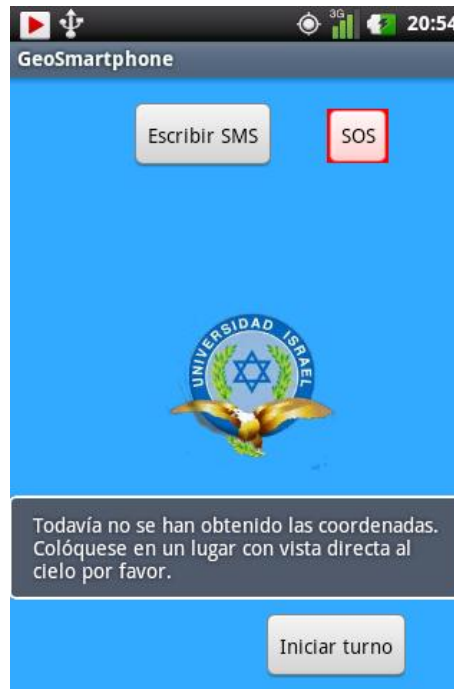 3G 20:54
GeoSmartphone
Escribir SMS SOS
UNIVERSIDAD ISRAEL
Todavía no se han obtenido las coordenadas.
Colóquese en un lugar con vista directa al
cielo por favor.
Iniciar turno